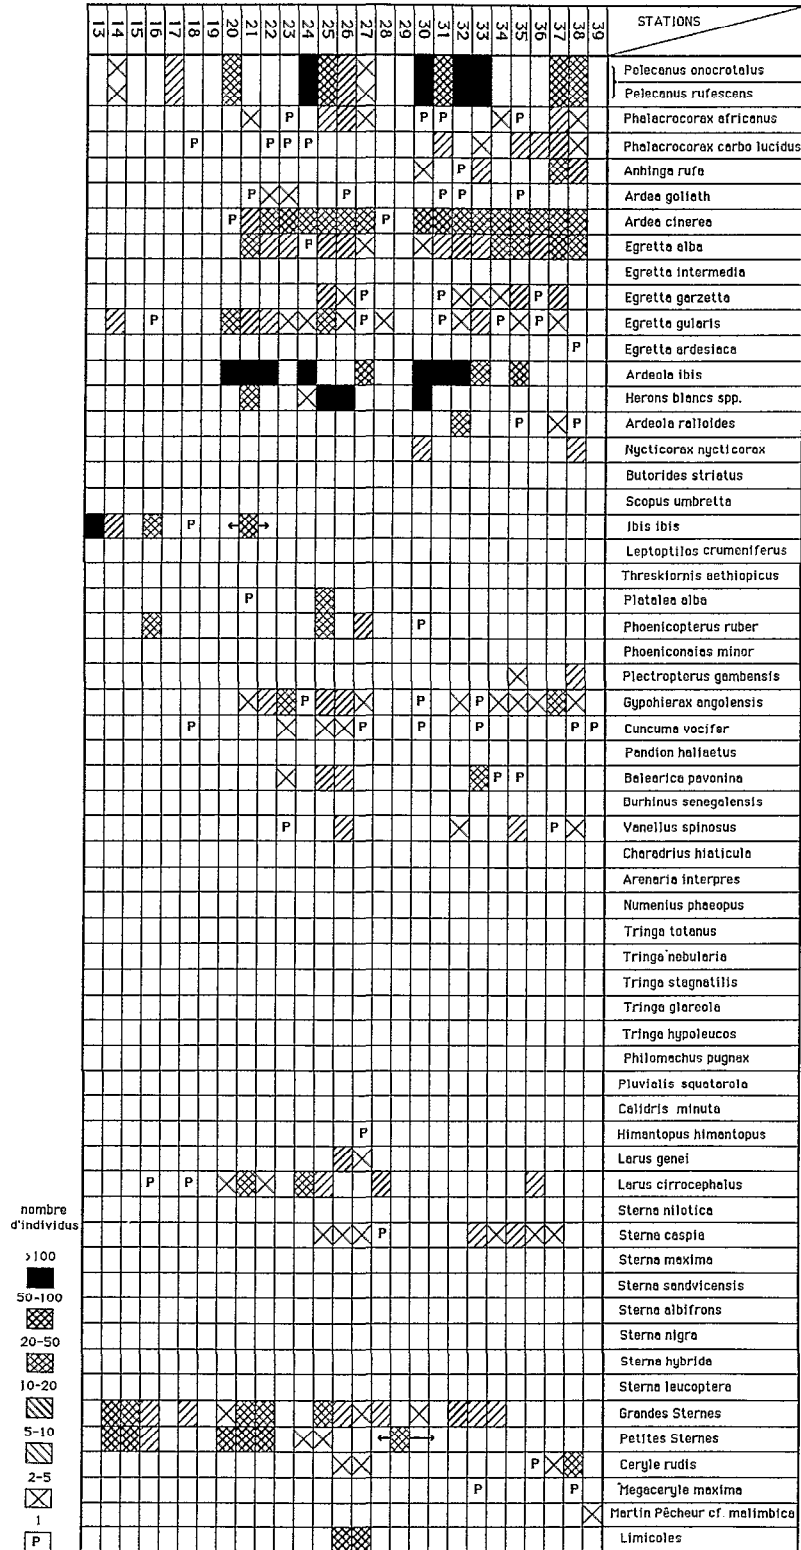 13 14 15 16 17 18 19 20 21 22 23 24 25 26 27 28 29 30 31 32 33 34 35 36 37 38 39 STATIONS
Pelecanus onocrotalus
Pelecanus rufescens
P P P P Phalacrocorax africanus
P P P P Phalacrocorax carbo lucidus
P Anhinga rufa
P P P P P Ardea goliath
P P Ardea cinerea
P Egretta alba
Egretta intermedia
P P P Egretta garzetta
P P P P P Egretta gularis
P Egretta ardesiaca
Ardeola ibis
Herons blancs spp.
P P Ardeola ralloides
Nycticorax nycticorax
Butorides striatus
Scopus umbretta
P Ibis ibis
Leptoptilos crumeniferus
Threskiornis aethiopicus
P Platalea alba
P Phoenicopterus ruber
Phoeniconaias minor
Plectropterus gambensis
P P P Gypohierax angolensis
P P P P P P Cuncuma vocifer
Pandion haliaetus
P P Balearica pavonina
Burhinus senegalensis
P P Vanellus spinosus
Charadrius hiaticula
Arenaria interpres
Numenius phaeopus
Tringa totanus
Tringa nebularia
Tringa stagnatilis
Tringa glareola
Tringa hypoleucos
Philomachus pugnax
Pluvialis squatarola
Calidris minuta
P Himantopus himantopus
Larus genei
P P Larus cirrocephalus
Sterna nilotica
P Sterna caspia
Sterna maxima
Sterna sandvicensis
Sterna albifrons
Sterna nigra
Sterna hybrida
Sterna leucoptera
Grandes Sternes
Petites Sternes
P Ceryle rudis
P P Megaceryle maxima
Martin Pêcheur cf. malimbica
Limicoles
nombre
d'individus
>100
50-100
20-50
10-20
5-10
2-5
1
P